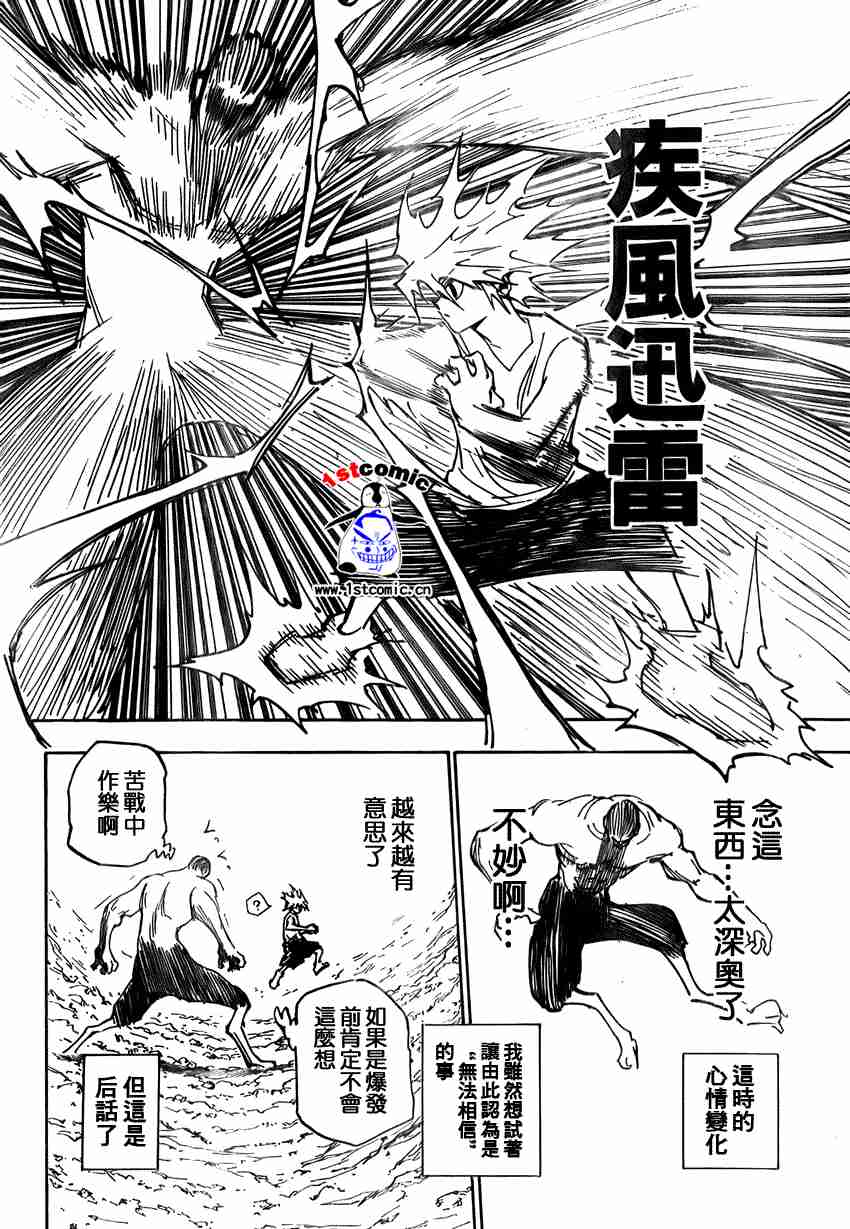 疾風迅雷
1stcomic
www.1stcomic.cn
念這
東西…太深奧了
不妙啊…
這時的
心情變化
我雖然想試著
讓由此認為是
“無法相信”
的事
越來越有
意思了
?
苦戰中
作樂啊
如果是爆發
前肯定不會
這麼想
但這是
后話了